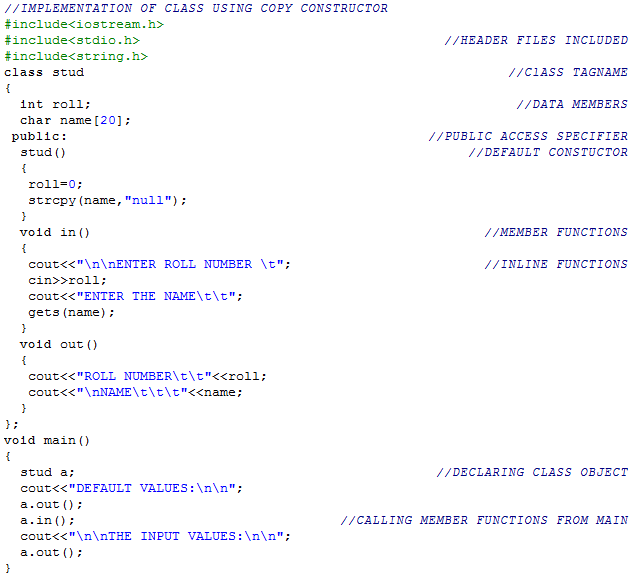 //IMPLEMENTATION OF CLASS USING COPY CONSTRUCTOR
#include<iostream.h>
#include<stdio.h> //HEADER FILES INCLUDED
#include<string.h>
class stud //ClASS TAGNAME
{
int roll; //DATA MEMBERS
char name[20];
public: //PUBLIC ACCESS SPECIFIER
stud() //DEFAULT CONSTUCTOR
{
roll=0;
strcpy(name,"null");
}
void in() //MEMBER FUNCTIONS
{
cout<<"\n\nENTER ROLL NUMBER \t"; //INLINE FUNCTIONS
cin>>roll;
cout<<"ENTER THE NAME\t\t";
gets(name);
}
void out()
{
cout<<"ROLL NUMBER\t\t"<<roll;
cout<<"\nNAME\t\t\t"<<name;
}
};
void main()
{
stud a; //DECLARING CLASS OBJECT
cout<<"DEFAULT VALUES:\n\n";
a.out();
a.in(); //CALLING MEMBER FUNCTIONS FROM MAIN
cout<<"\n\nTHE INPUT VALUES:\n\n";
a.out();
}